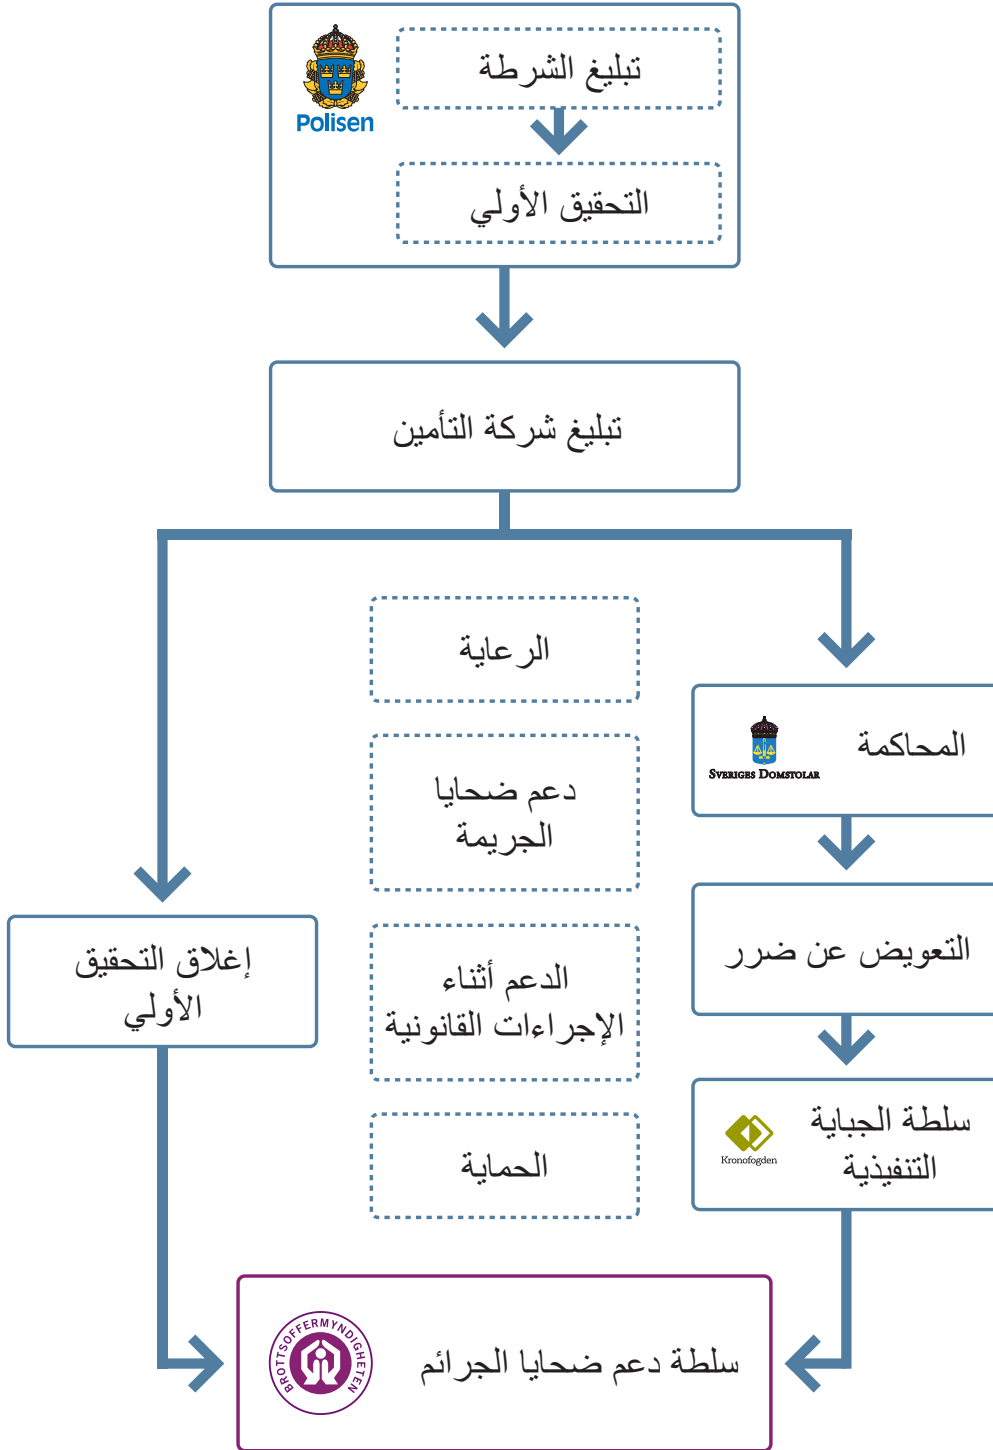 تبليغ الشرطة
Polisen
التحقيق الأولي
تبليغ شركة التأمين
الرعاية
المحاكمة
SVERIGES DOMSTOLAR
دعم ضحايا
الجريمة
التعويض عن ضرر
إغلاق التحقيق
الأولي
الدعم أثناء
الإجراءات القانونية
سلطة الجباية
التنفيذية
Kronofogden
الحماية
سلطة دعم ضحايا الجرائم
BROTTSOFFERMYNDIGHETEN